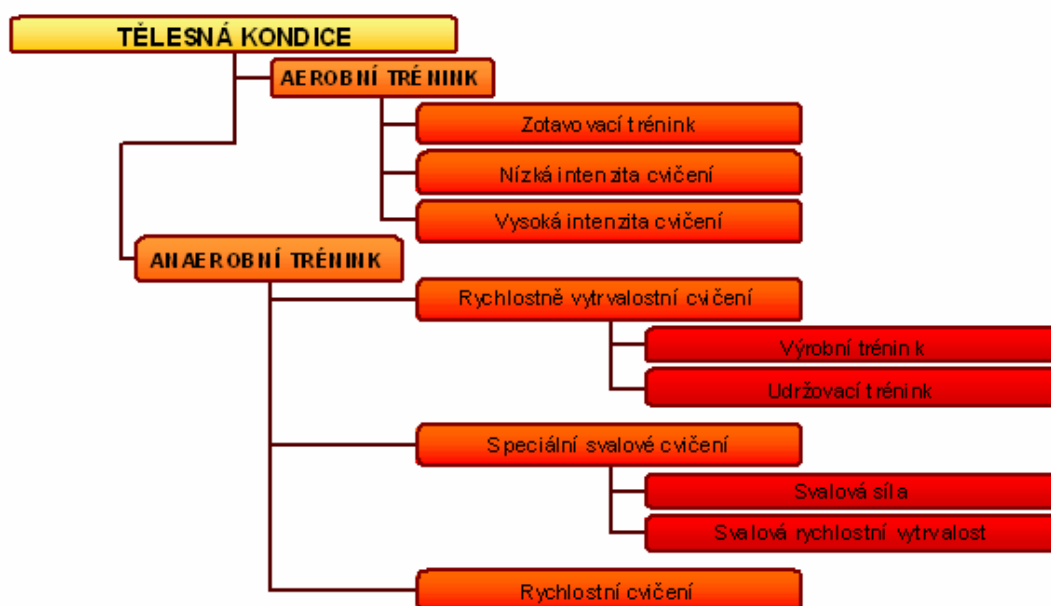 TĚLESNÁ KONDICE
AEROBNÍ TRÉNINK
Zotavovací trénink
Nízká intenzita cvičení
Vysoká intenzita cvičení
ANAEROBNÍ TRÉNINK
Rychlostně vytrvalostní cvičení
Výrobní trénink
Udržovací trénink
Speciální svalové cvičení
Svalová síla
Svalová rychlostní vytrvalost
Rychlostní cvičení